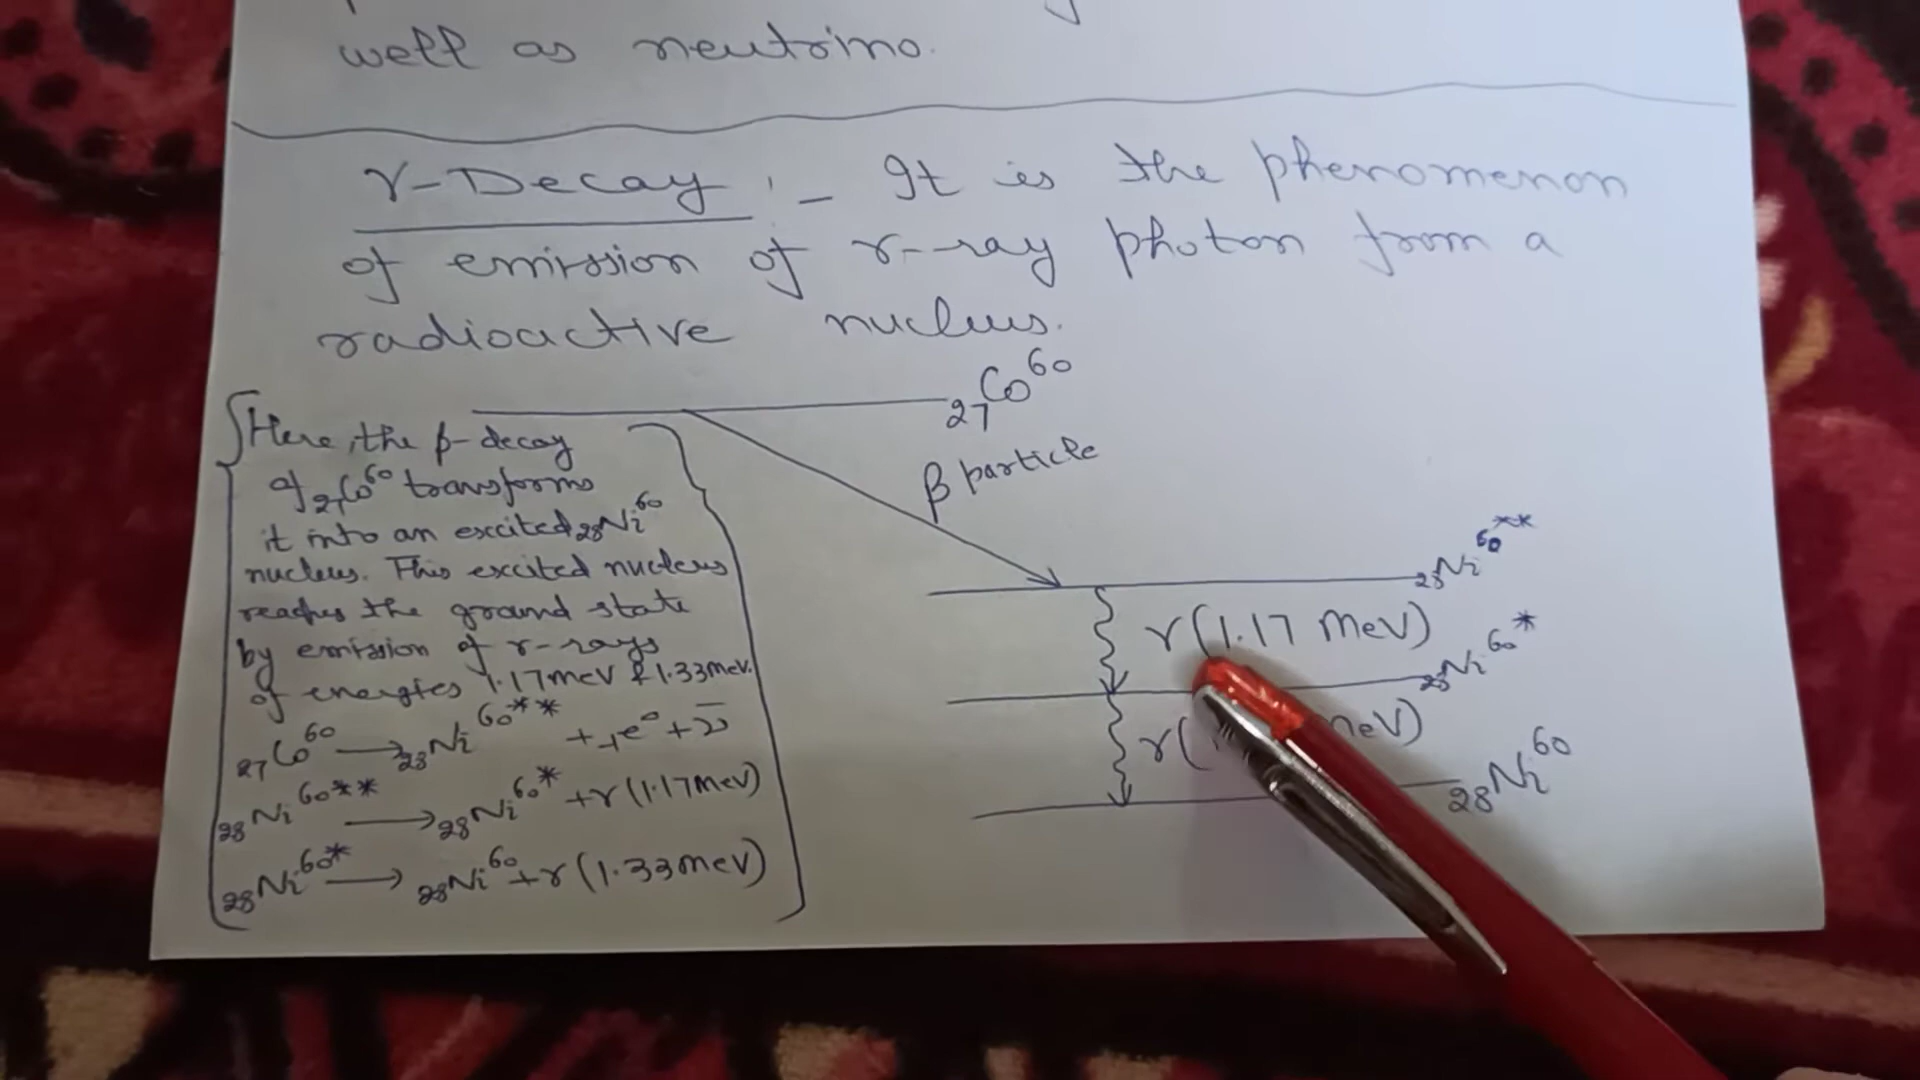 well as neutrino.
γ-Decay :- It is the phenomenon
of emission of γ-ray photon from a
radioactive nucleus.
₂₇Co⁶⁰
β particle
₂₈Ni⁶⁰**
γ(1.17 MeV)
₂₈Ni⁶⁰*
γ( meV)
₂₈Ni⁶⁰
Here, the β-decay
of ₂₇Co⁶⁰ transforms
it into an excited ₂₈Ni⁶⁰
nucleus. This excited nucleus
reaches the ground state
by emission of γ-rays
of energies 1.17meV & 1.33meV.
₂₇Co⁶⁰ → ₂₈Ni⁶⁰** + ₋₁e⁰ + ν̄
₂₈Ni⁶⁰** → ₂₈Ni⁶⁰* + γ(1.17meV)
₂₈Ni⁶⁰* → ₂₈Ni⁶⁰ + γ(1.33meV)